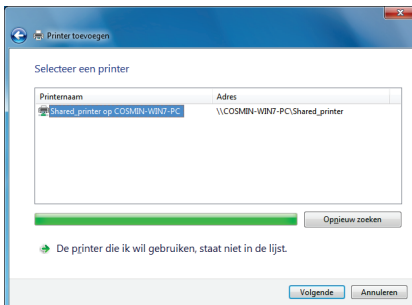 Printer toevoegen
Selecteer een printer
Printernaam Adres
Shared_printer op COSMIN-WIN7-PC \\COSMIN-WIN7-PC\Shared_printer
Opnieuw zoeken
De printer die ik wil gebruiken, staat niet in de lijst.
Volgende Annuleren